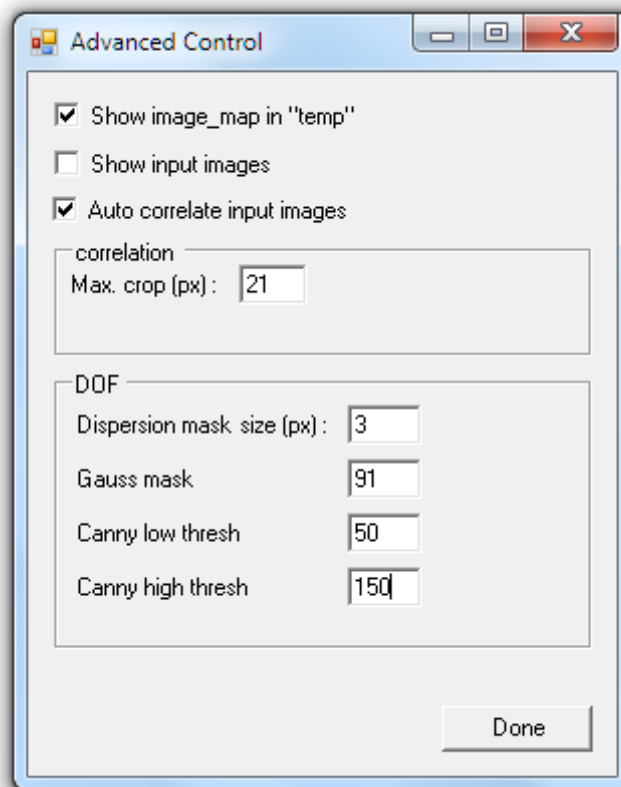 Advanced Control
Show image_map in "temp"
Show input images
Auto correlate input images
correlation
Max. crop (px) : 21
DOF
Dispersion mask size (px) : 3
Gauss mask 91
Canny low thresh 50
Canny high thresh 150
Done